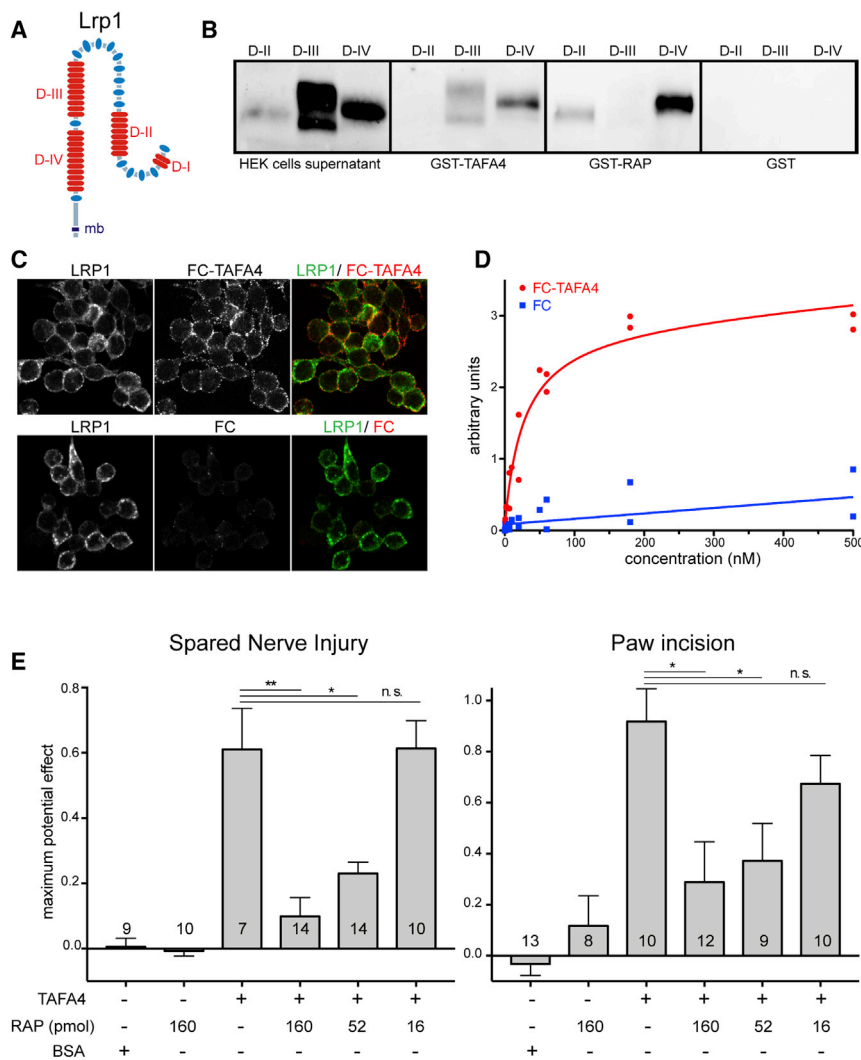 A
Lrp1
D-III
D-II
D-IV
D-I
mb
B
D-II D-III D-IV D-II D-III D-IV D-II D-III D-IV D-II D-III D-IV
HEK cells supernatant GST-TAFA4 GST-RAP GST
C
LRP1 FC-TAFA4 LRP1/ FC-TAFA4
LRP1 FC LRP1/ FC
D
FC-TAFA4
FC
arbitrary units
3
2
1
0
0 100 200 300 400 500
concentration (nM)
E
Spared Nerve Injury
maximum potential effect
0.8
0.6
0.4
0.2
0.0
** * n.s.
9 10 7 14 14 10
Paw incision
1.0
0.8
0.6
0.4
0.2
0.0
* * n.s.
13 8 10 12 9 10
TAFA4 - - + + + + - - + + + +
RAP (pmol) - 160 - 160 52 16 - 160 - 160 52 16
BSA + - - - - - + - - - - -